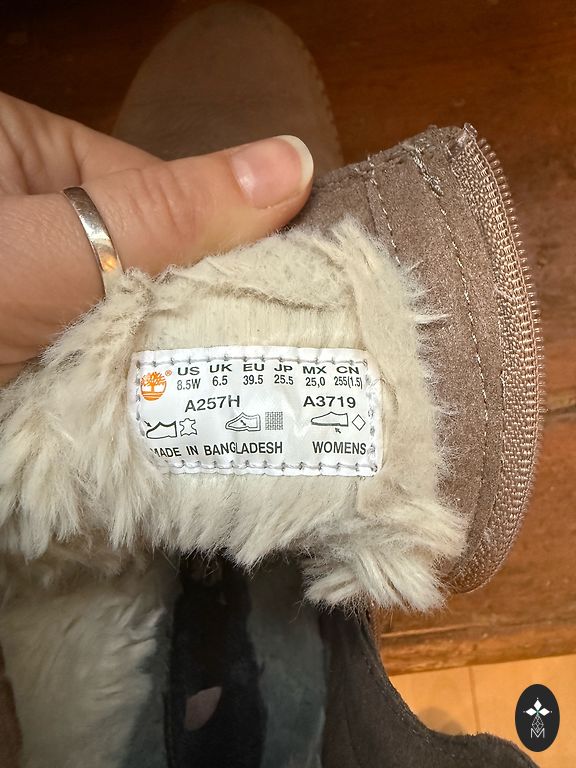 US UK EU JP MX CN
8.5W 6.5 39.5 25.5 25,0 255(1.5)
A257H A3719
MADE IN BANGLADESH WOMENS
M